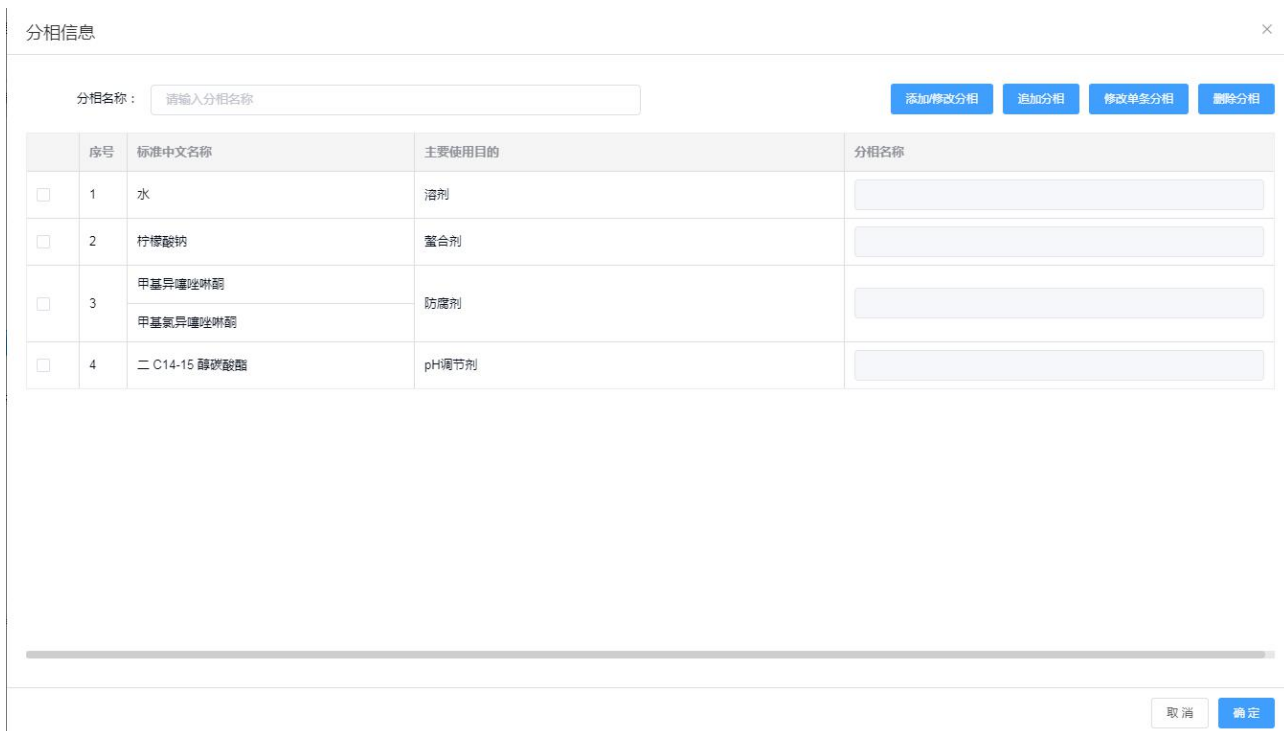 分相信息
分相名称： 请输入分相名称 添加/修改分相 追加分相 修改单条分相 删除分相
序号 标准中文名称 主要使用目的 分相名称
1 水 溶剂
2 柠檬酸钠 螯合剂
甲基异噻唑啉酮
3 防腐剂
甲基氯异噻唑啉酮
4 二 C14-15 醇碳酸酯 pH调节剂
取消 确定